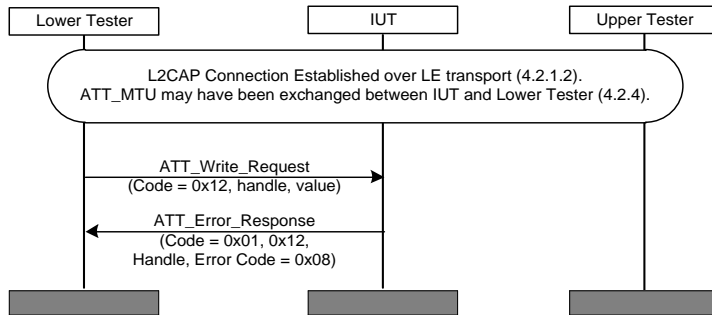 Lower Tester
IUT
Upper Tester
L2CAP Connection Established over LE transport (4.2.1.2).
ATT_MTU may have been exchanged between IUT and Lower Tester (4.2.4).
ATT_Write_Request
(Code = 0x12, handle, value)
ATT_Error_Response
(Code = 0x01, 0x12,
Handle, Error Code = 0x08)